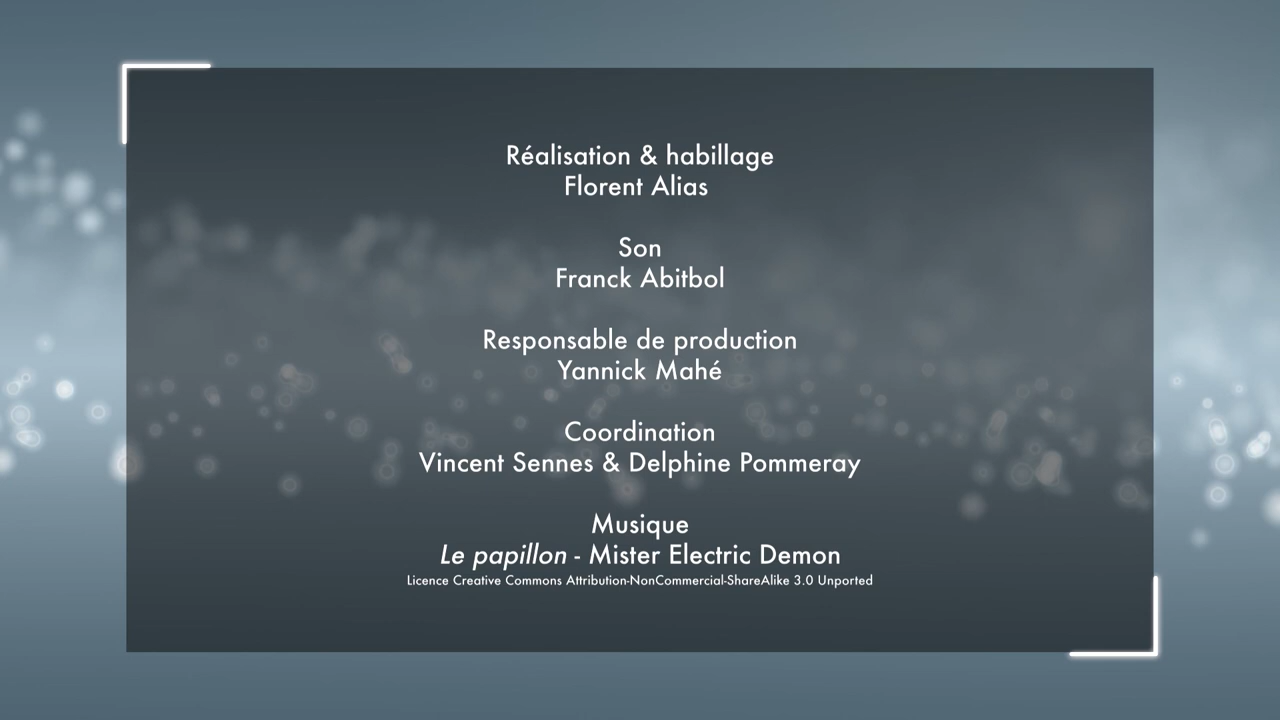 Réalisation & habillage
Florent Alias
Son
Franck Abitbol
Responsable de production
Yannick Mahé
Coordination
Vincent Sennes & Delphine Pommeray
Musique
Le papillon - Mister Electric Demon
Licence Creative Commons Attribution-NonCommercial-ShareAlike 3.0 Unported